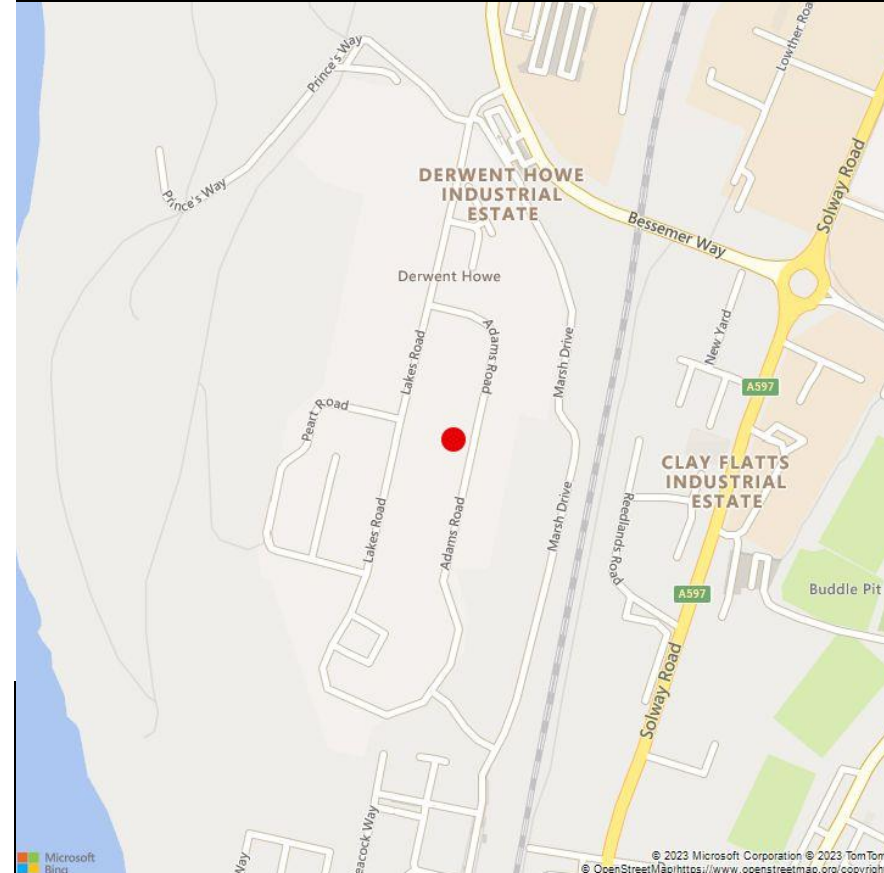 Lowther Roa
Prince's Way
Prince's Way
DERWENT HOWE
INDUSTRIAL
ESTATE
Solway Road
Bessemer Way
Derwent Howe
Adams Road
New Yard
Lakes Road
Marsh Drive
A597
Peart Road
CLAY FLATTS
INDUSTRIAL
ESTATE
Lakes Road
Adams Road
Marsh Drive
Reedlands Road
A597
Buddle Pit
Solway Road
eacock Way
Way
Microsoft
Bing
© 2023 Microsoft Corporation © 2023 TomTom
© OpenStreetMap(https://www.openstreetmap.org/copyrigh